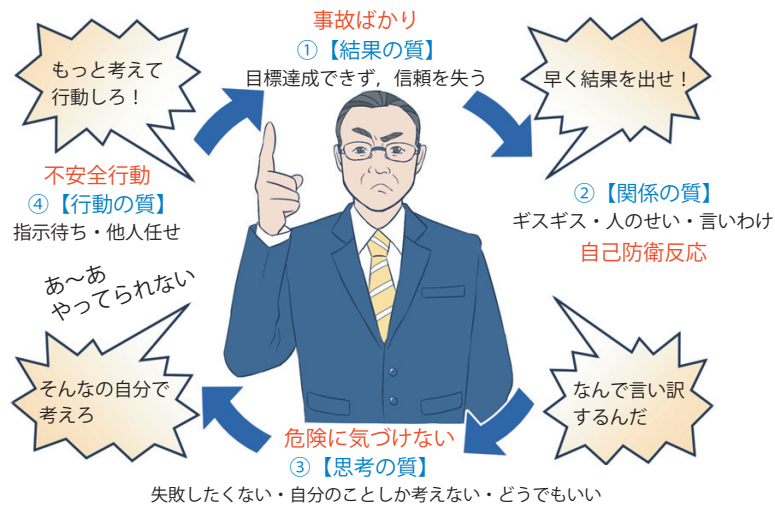 事故ばかり
①【結果の質】
目標達成できず，信頼を失う
早く結果を出せ！
②【関係の質】
ギスギス・人のせい・言いわけ
自己防衛反応
なんで言い訳
するんだ
危険に気づけない
③【思考の質】
失敗したくない・自分のことしか考えない・どうでもいい
そんなの自分で
考えろ
あ～あ
やってられない
不安全行動
④【行動の質】
指示待ち・他人任せ
もっと考えて
行動しろ！